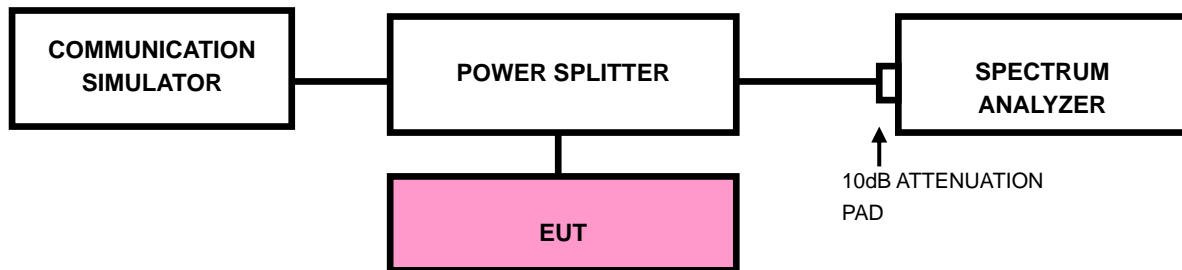 COMMUNICATION
SIMULATOR
POWER SPLITTER
SPECTRUM
ANALYZER
10dB ATTENUATION
PAD
EUT